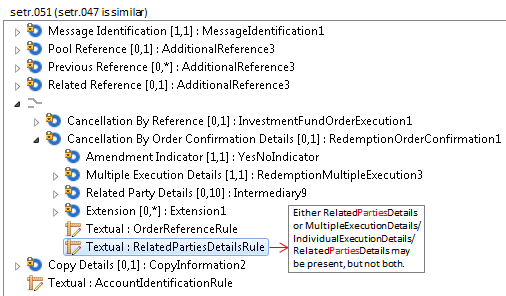 setr.051 (setr.047 is similar)
Message Identification [1,1] : MessageIdentification1
Pool Reference [0,1] : AdditionalReference3
Previous Reference [0,*] : AdditionalReference3
Related Reference [0,1] : AdditionalReference3
Cancellation By Reference [0,1] : InvestmentFundOrderExecution1
Cancellation By Order Confirmation Details [0,1] : RedemptionOrderConfirmation1
Amendment Indicator [1,1] : YesNoIndicator
Multiple Execution Details [1,1] : RedemptionMultipleExecution3
Related Party Details [0,10] : Intermediary9
Extension [0,*] : Extension1
Textual : OrderReferenceRule
Textual : RelatedPartiesDetailsRule
Either RelatedPartiesDetails
or MultipleExecutionDetails/
IndividualExecutionDetails/
RelatedPartiesDetails may
be present, but not both.
Copy Details [0,1] : CopyInformation2
Textual : AccountIdentificationRule